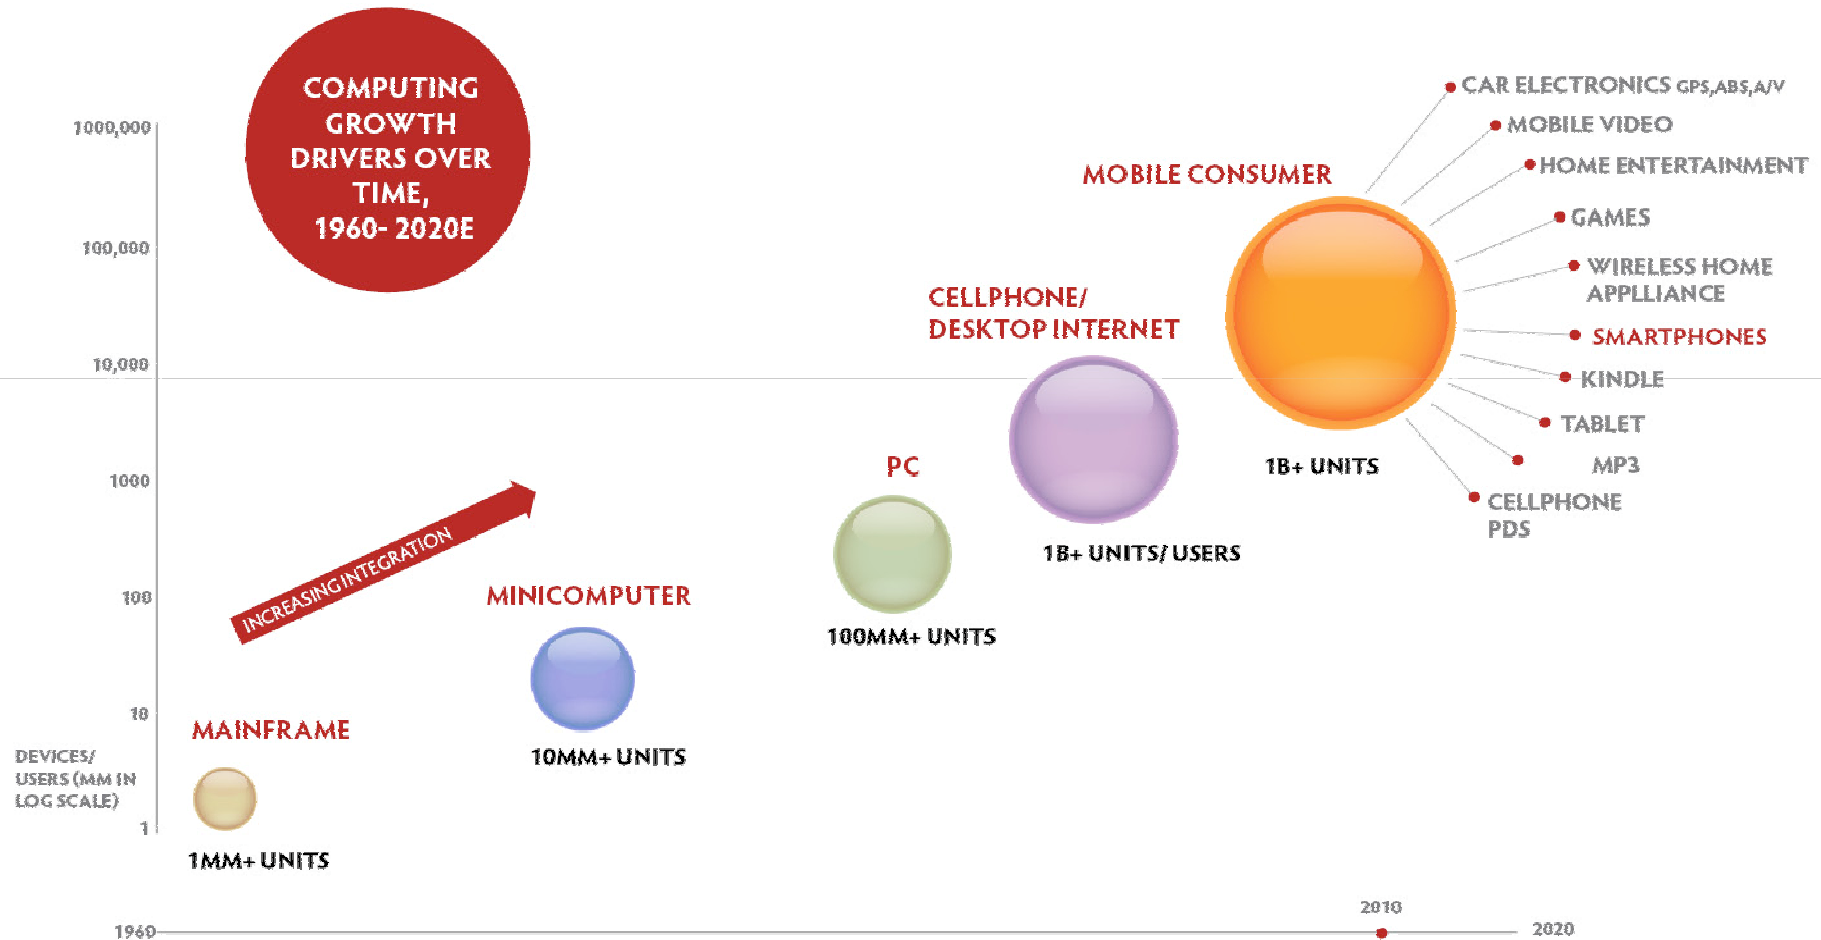 COMPUTING
GROWTH
DRIVERS OVER
TIME,
1960- 2020E
1000,000
100,000
10,000
1000
100
10
1
DEVICES/
USERS (MM IN
LOG SCALE)
INCREASING INTEGRATION
MAINFRAME
1MM+ UNITS
MINICOMPUTER
10MM+ UNITS
PC
100MM+ UNITS
CELLPHONE/
DESKTOP INTERNET
1B+ UNITS/ USERS
MOBILE CONSUMER
1B+ UNITS
CAR ELECTRONICS GPS,ABS,A/V
MOBILE VIDEO
HOME ENTERTAINMENT
GAMES
WIRELESS HOME
APPLLIANCE
SMARTPHONES
KINDLE
TABLET
MP3
CELLPHONE
PDS
1960
2010
2020